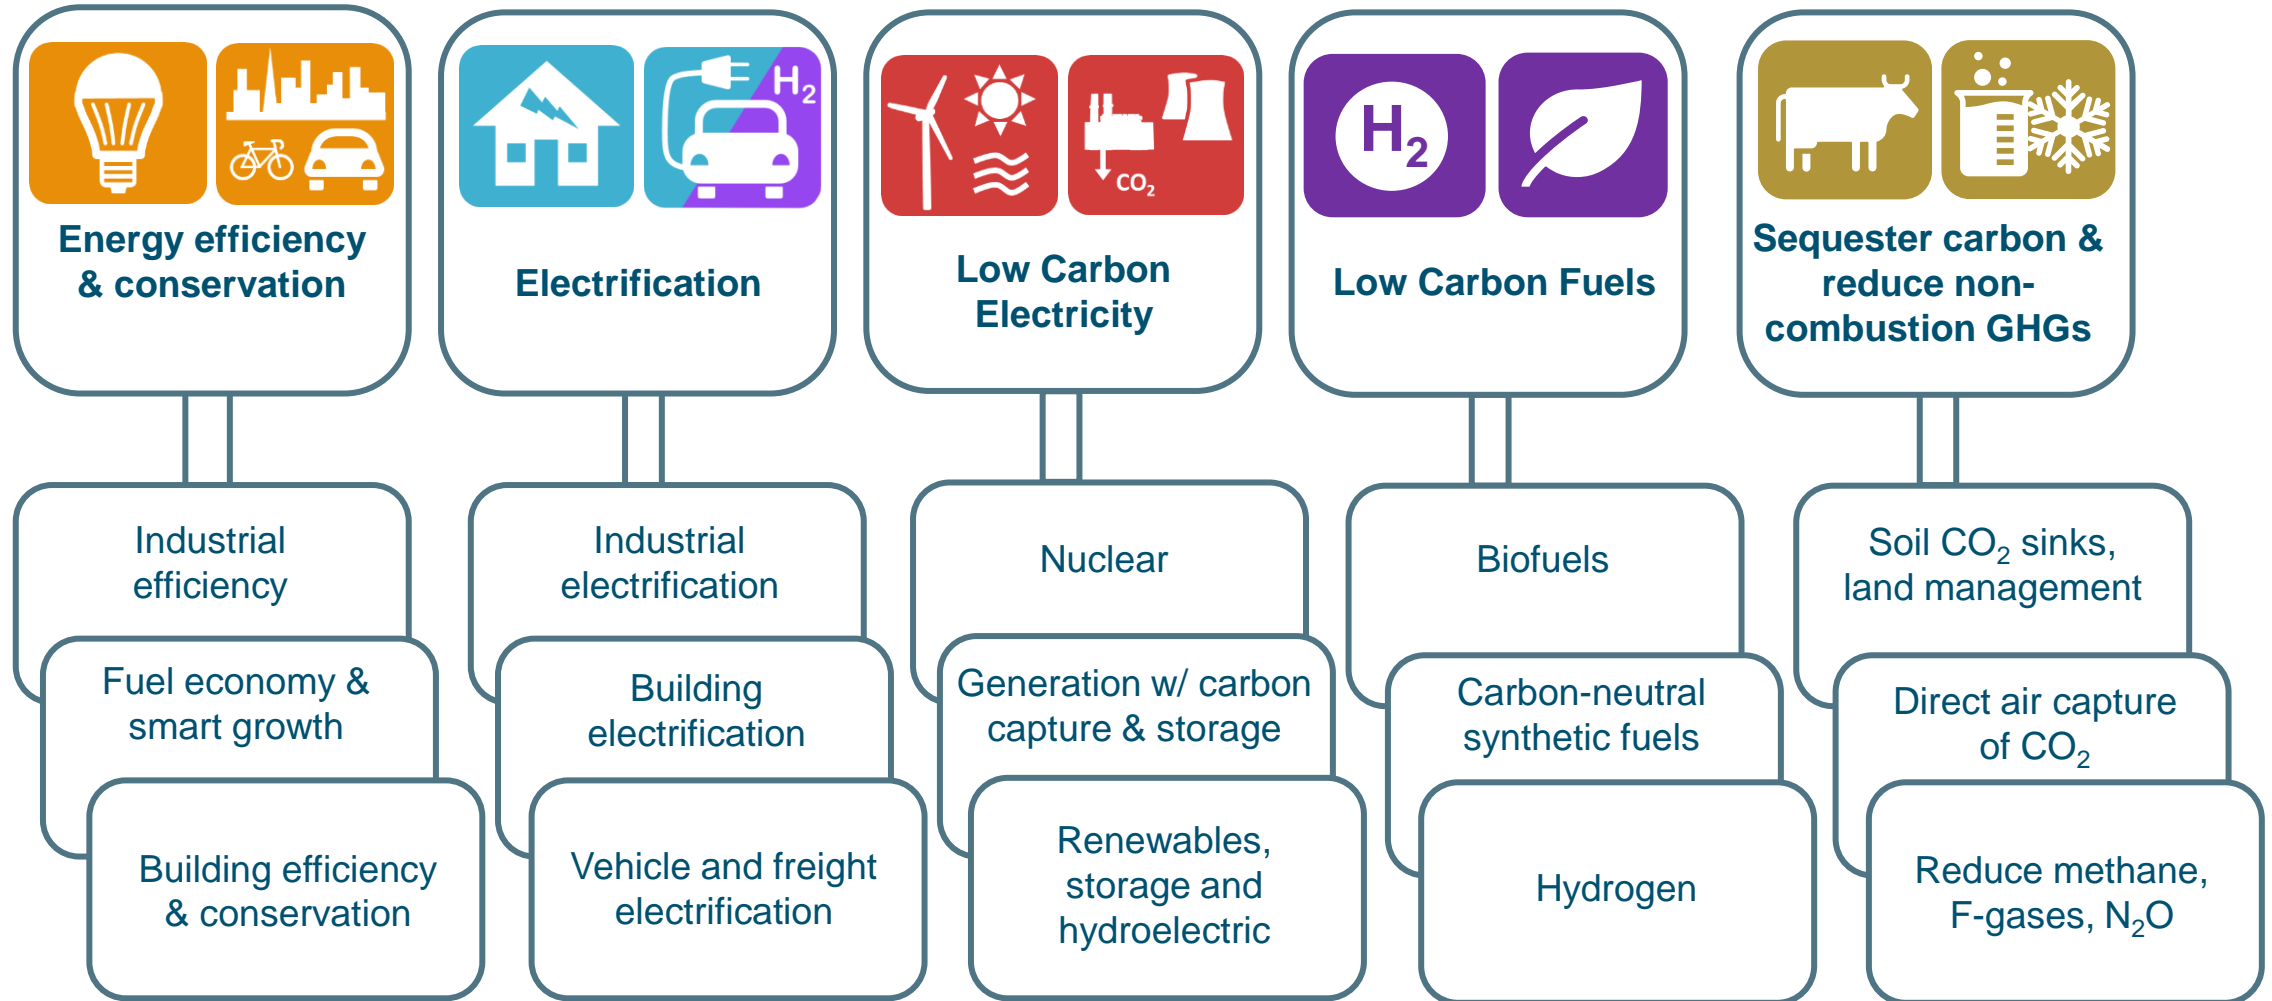 H₂
CO₂
H₂
Energy efficiency
& conservation
Electrification
Low Carbon
Electricity
Low Carbon Fuels
Sequester carbon &
reduce non-
combustion GHGs
Industrial
efficiency
Fuel economy &
smart growth
Building efficiency
& conservation
Industrial
electrification
Building
electrification
Vehicle and freight
electrification
Nuclear
Generation w/ carbon
capture & storage
Renewables,
storage and
hydroelectric
Biofuels
Carbon-neutral
synthetic fuels
Hydrogen
Soil CO₂ sinks,
land management
Direct air capture
of CO₂
Reduce methane,
F-gases, N₂O